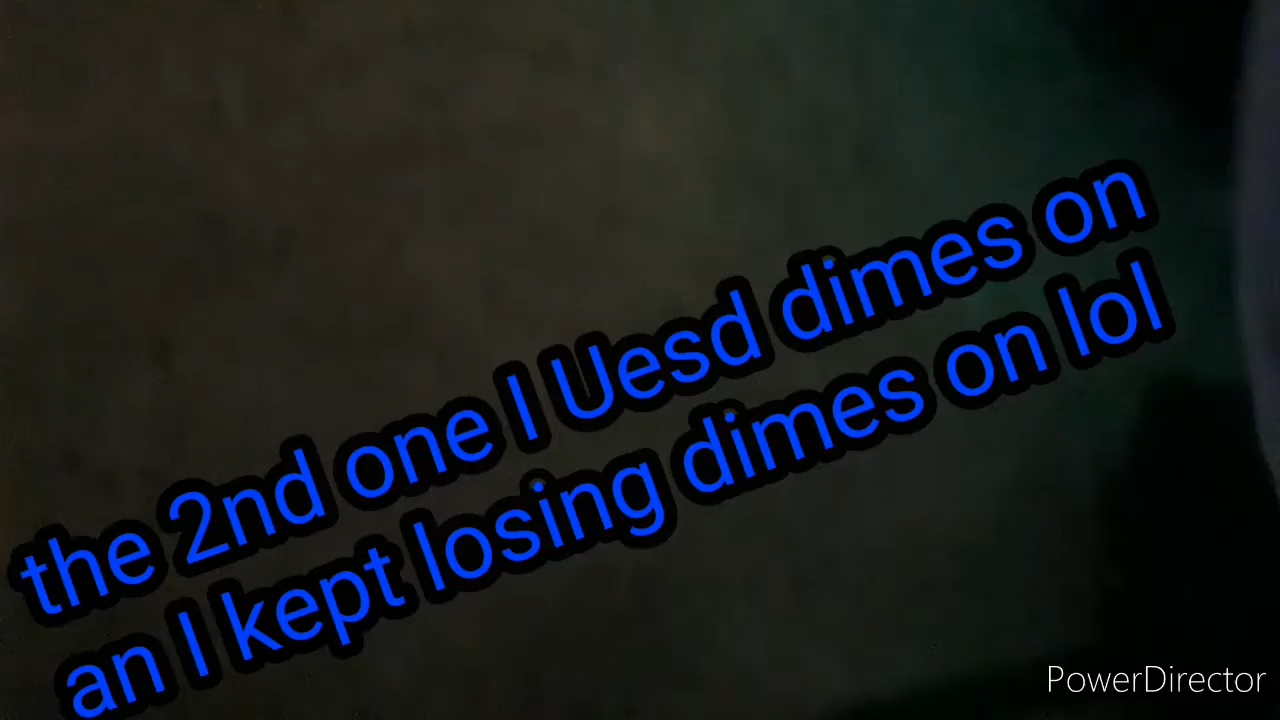 the 2nd one I Uesd dimes on
an I kept losing dimes on lol
PowerDirector